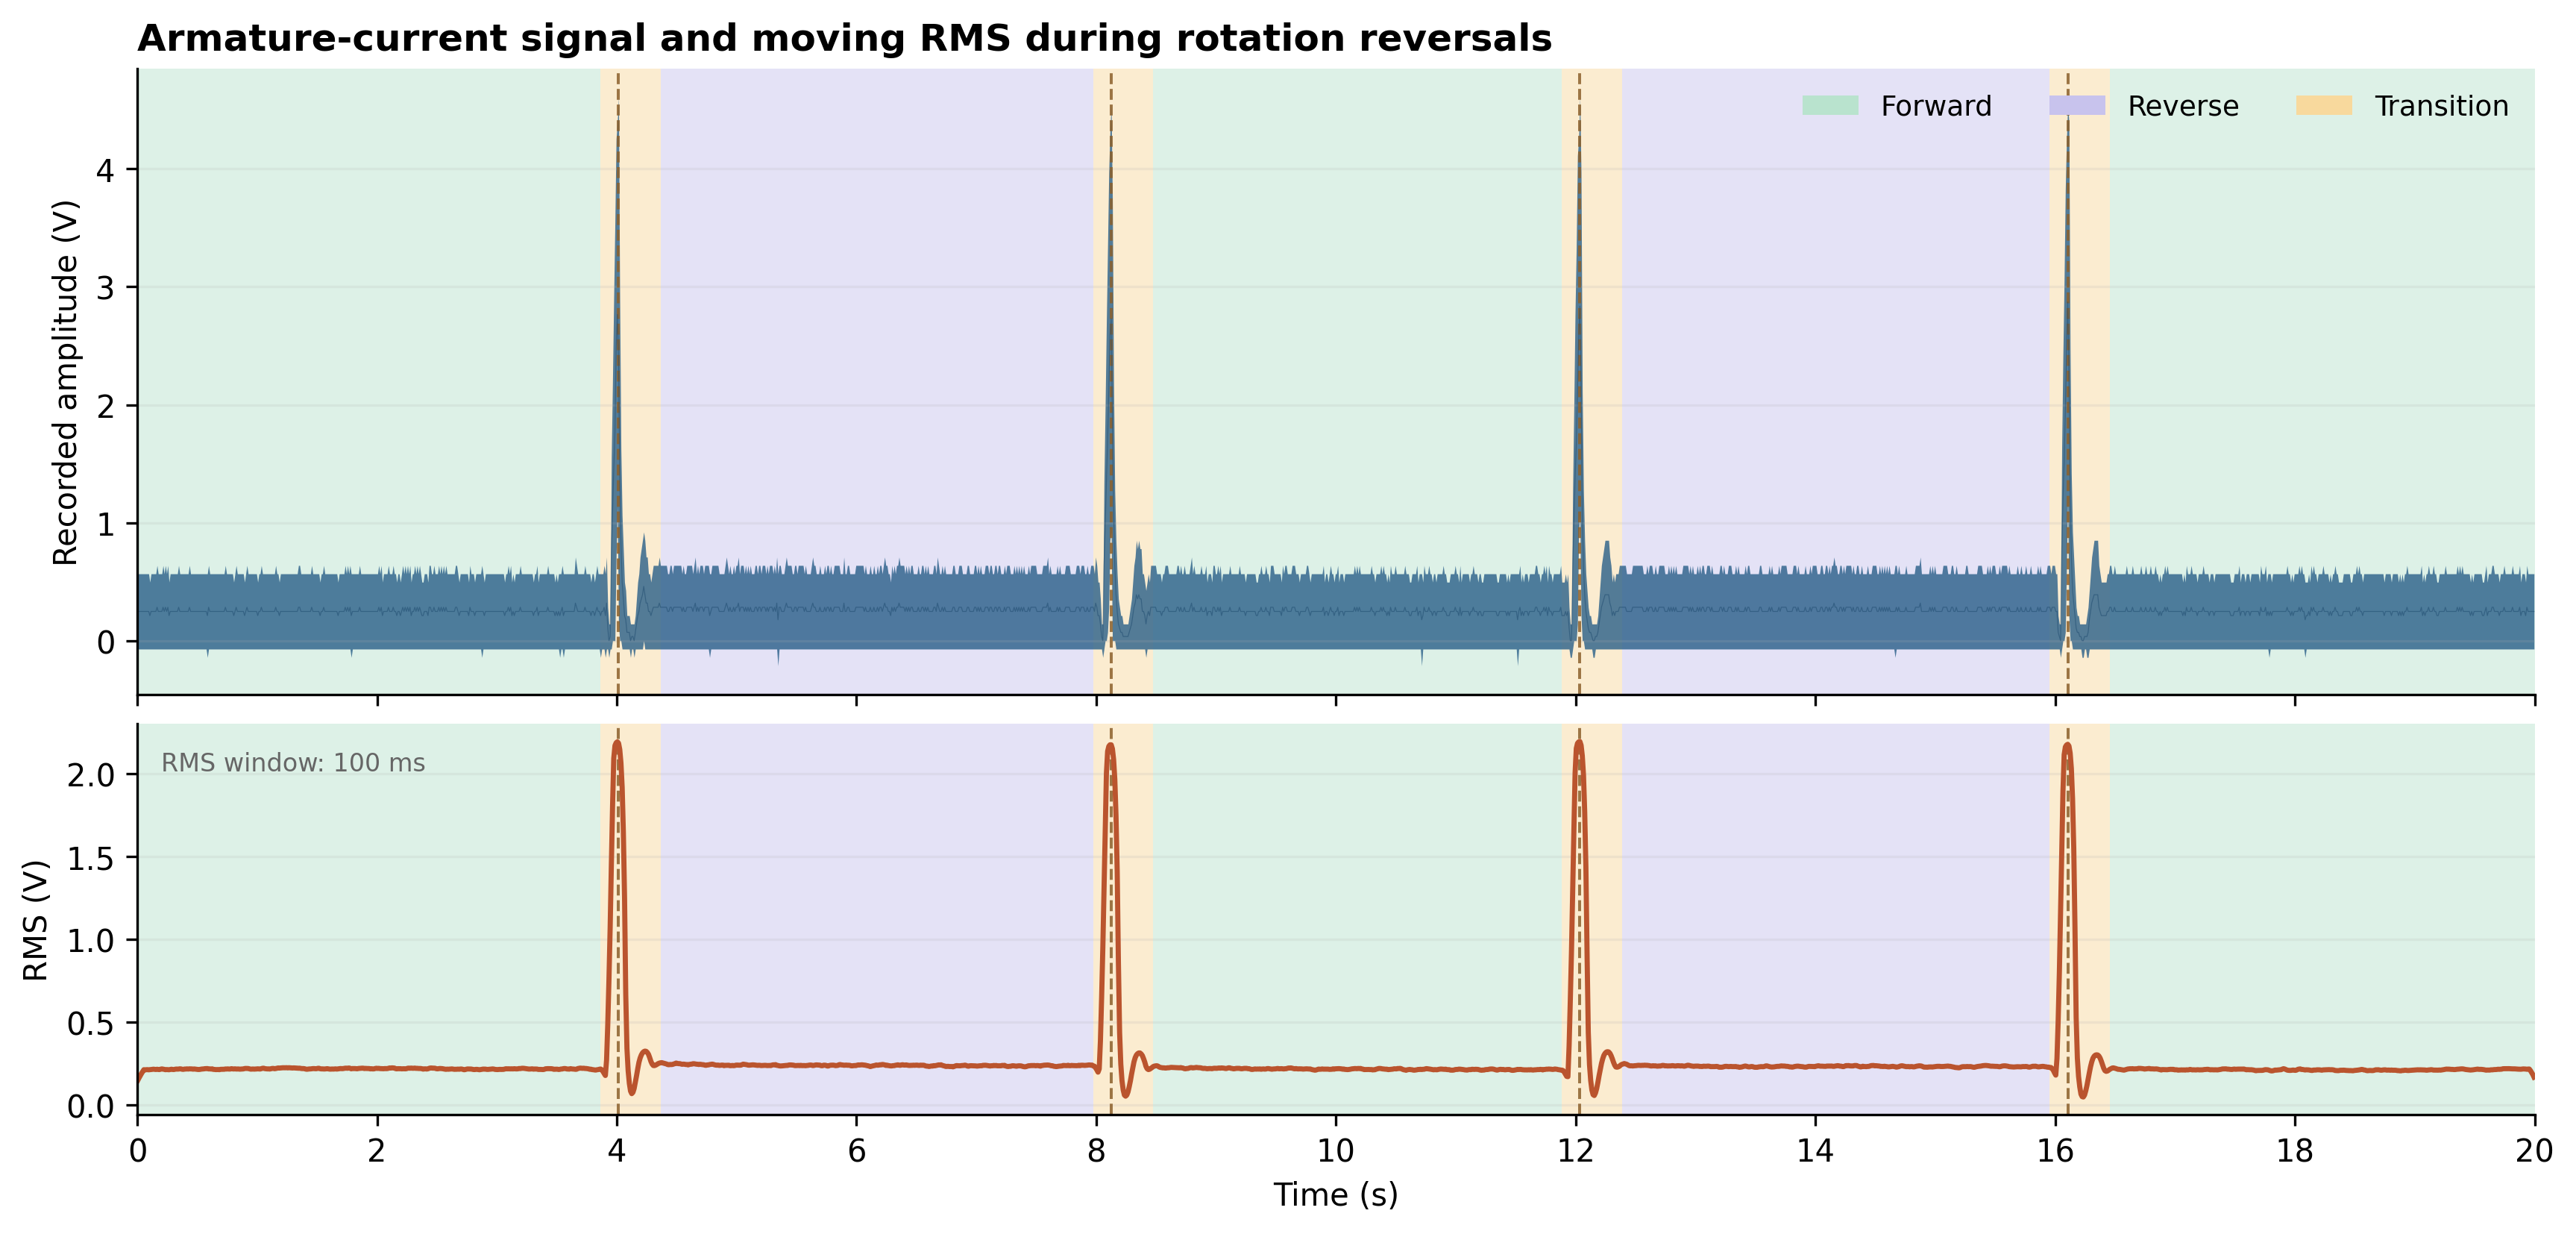 Armature-current signal and moving RMS during rotation reversals
Forward Reverse Transition
Recorded amplitude (V)
4
3
2
1
0
RMS window: 100 ms
RMS (V)
2.0
1.5
1.0
0.5
0.0
0 2 4 6 8 10 12 14 16 18 20
Time (s)